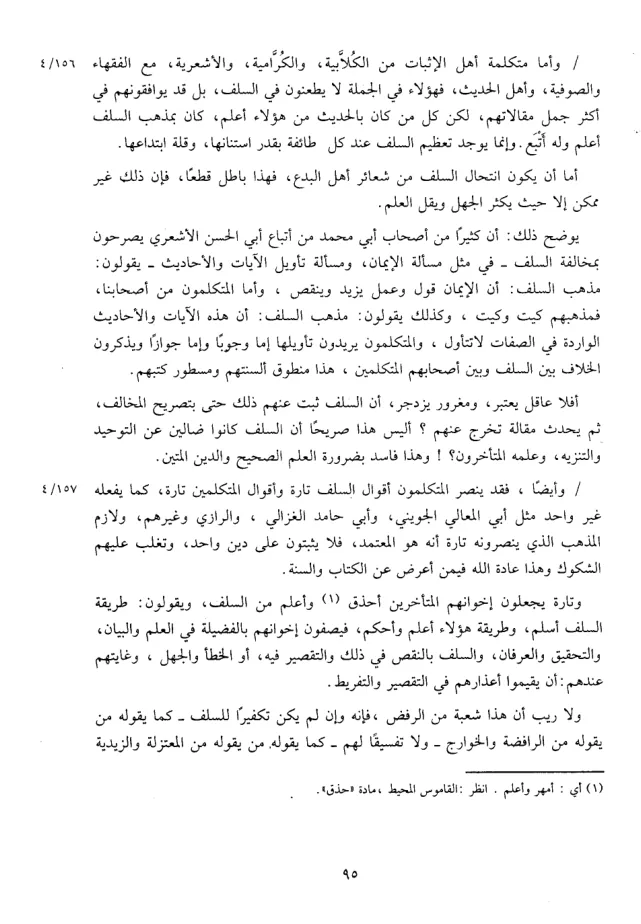 / وأما متكلمة أهل الإثبات من الكُلاَّبية، والكُرَّامية، والأشعرية، مع الفقهاء ٤/١٥٦
والصوفية، وأهل الحديث، فهؤلاء في الجملة لا يطعنون في السلف، بل قد يوافقونهم في
أكثر جمل مقالاتهم، لكن كل من كان بالحديث من هؤلاء أعلم، كان بمذهب السلف
أعلم وله أَتْبَع. وإنما يوجد تعظيم السلف عند كل طائفة بقدر استنانها، وقلة ابتداعها.
أما أن يكون انتحال السلف من شعائر أهل البدع، فهذا باطل قطعًا، فإن ذلك غير
ممكن إلا حيث يكثر الجهل ويقل العلم.
يوضح ذلك: أن كثيرًا من أصحاب أبي محمد من أتباع أبي الحسن الأشعري يصرحون
بمخالفة السلف ـ في مثل مسألة الإيمان، ومسألة تأويل الآيات والأحاديث ـ يقولون:
مذهب السلف: أن الإيمان قول وعمل يزيد وينقص ، وأما المتكلمون من أصحابنا،
فمذهبهم كيت وكيت ، وكذلك يقولون: مذهب السلف: أن هذه الآيات والأحاديث
الواردة في الصفات لاتتأول ، والمتكلمون يريدون تأويلها إما وجوبًا وإما جوازًا ويذكرون
الخلاف بين السلف وبين أصحابهم المتكلمين ، هذا منطوق ألسنتهم ومسطور كتبهم.
أفلا عاقل يعتبر، ومغرور يزدجر، أن السلف ثبت عنهم ذلك حتى بتصريح المخالف،
ثم يحدث مقالة تخرج عنهم ؟ أليس هذا صريحًا أن السلف كانوا ضالين عن التوحيد
والتنزيه، وعلمه المتأخرون؟ ! وهذا فاسد بضرورة العلم الصحيح والدين المتين.
/ وأيضًا ، فقد ينصر المتكلمون أقوال السلف تارة وأقوال المتكلمين تارة، كما يفعله ٤/١٥٧
غير واحد مثل أبي المعالي الجويني، وأبي حامد الغزالي ، والرازي وغيرهم، ولازم
المذهب الذي ينصرونه تارة أنه هو المعتمد، فلا يثبتون على دين واحد، وتغلب عليهم
الشكوك وهذا عادة الله فيمن أعرض عن الكتاب والسنة.
وتارة يجعلون إخوانهم المتأخرين أحذق (١) وأعلم من السلف، ويقولون: طريقة
السلف أسلم، وطريقة هؤلاء أعلم وأحكم، فيصفون إخوانهم بالفضيلة في العلم والبيان،
والتحقيق والعرفان، والسلف بالنقص في ذلك والتقصير فيه، أو الخطأ والجهل ، وغايتهم
عندهم: أن يقيموا أعذارهم في التقصير والتفريط.
ولا ريب أن هذا شعبة من الرفض ،فإنه وإن لم يكن تكفيرًا للسلف ـ كما يقوله من
يقوله من الرافضة والخوارج ـ ولا تفسيقًا لهم ـ كما يقوله من يقوله من المعتزلة والزيدية
(١) أي : أمهر وأعلم . انظر :القاموس المحيط ،مادة «حذق».
٩٥